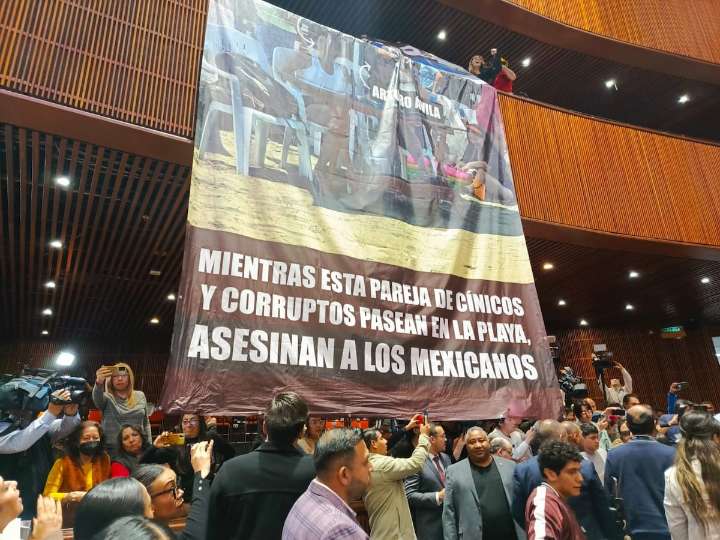 ARTURO ÁVILA
MIENTRAS ESTA PAREJA DE CÍNICOS
Y CORRUPTOS PASEAN EN LA PLAYA,
ASESINAN A LOS MEXICANOS